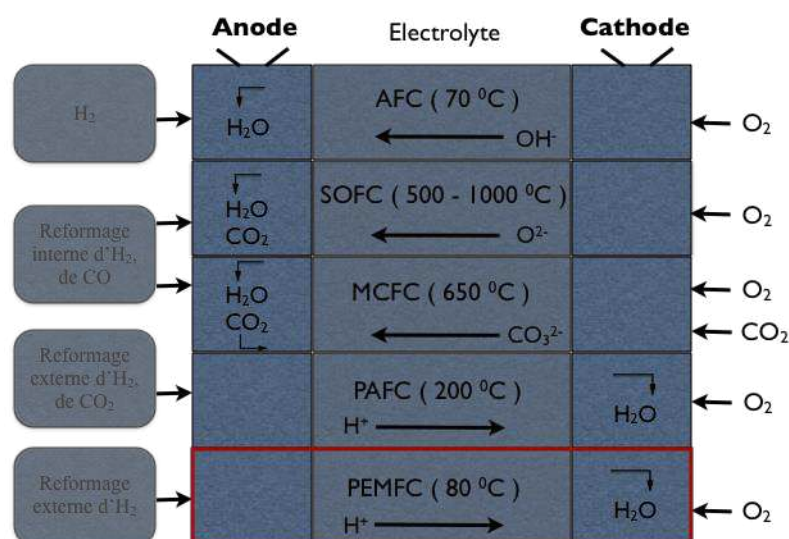 Anode Electrolyte Cathode
H₂
H₂O
AFC ( 70 ⁰C )
OH⁻
O₂
Reformage
interne d'H₂,
de CO
H₂O
CO₂
SOFC ( 500 - 1000 ⁰C )
O²⁻
O₂
H₂O
CO₂
MCFC ( 650 ⁰C )
CO₃²⁻
O₂
CO₂
Reformage
externe d'H₂,
de CO₂
PAFC ( 200 ⁰C )
H⁺
H₂O
O₂
Reformage
externe d'H₂
PEMFC ( 80 ⁰C )
H⁺
H₂O
O₂